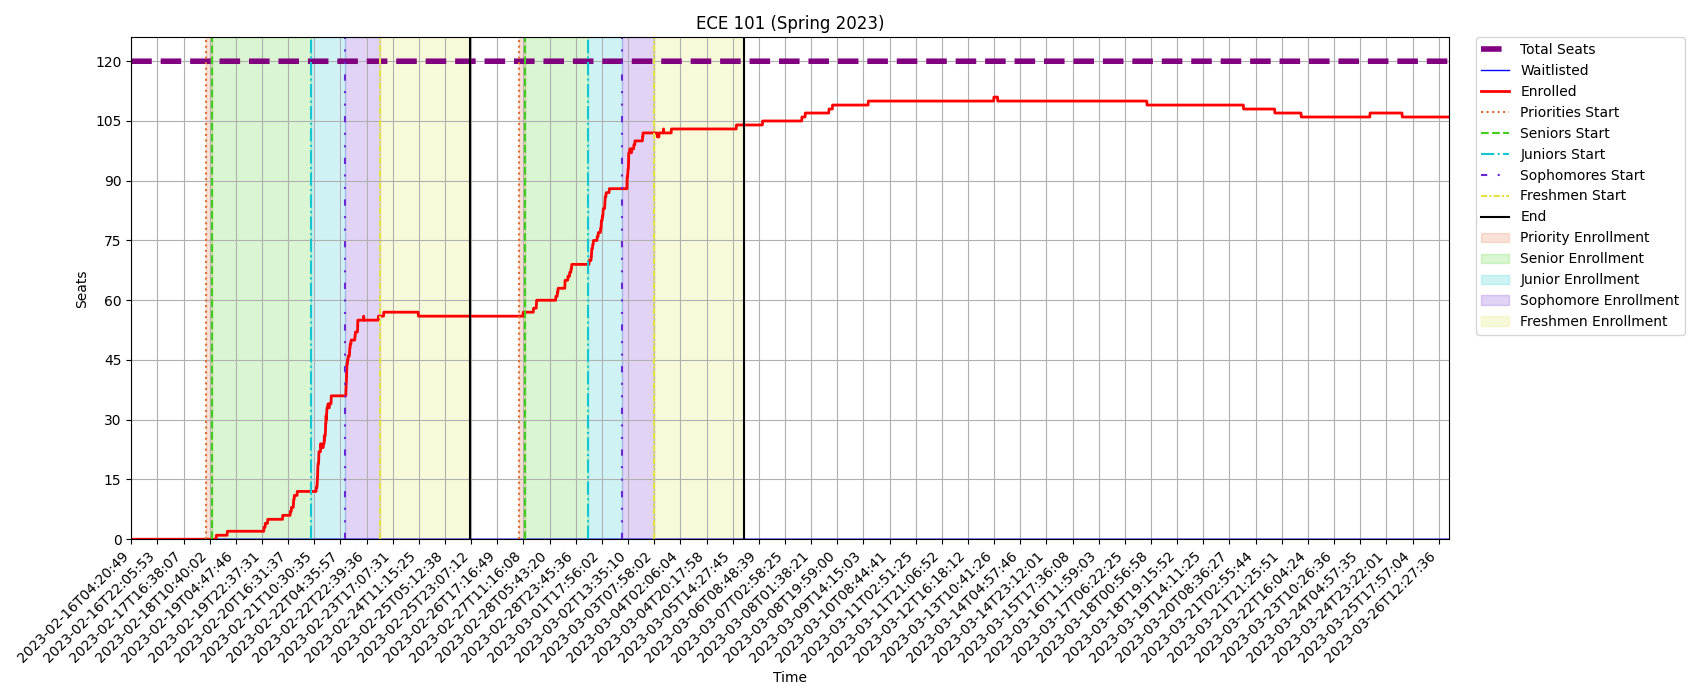 ECE 101 (Spring 2023)
120
105
90
75
60
45
30
15
0
Seats
2023-02-16T04:20:49
2023-02-16T22:05:53
2023-02-17T16:38:07
2023-02-18T10:40:02
2023-02-19T04:47:46
2023-02-19T22:37:31
2023-02-20T16:31:37
2023-02-21T10:30:35
2023-02-22T04:35:57
2023-02-22T22:39:36
2023-02-23T17:07:31
2023-02-24T11:15:25
2023-02-25T05:12:38
2023-02-25T23:07:12
2023-02-26T17:16:49
2023-02-27T11:16:08
2023-02-28T05:43:20
2023-02-28T23:45:36
2023-03-01T17:56:02
2023-03-02T13:35:10
2023-03-03T07:58:02
2023-03-04T02:06:04
2023-03-04T20:17:58
2023-03-05T14:27:45
2023-03-06T08:48:39
2023-03-07T02:58:25
2023-03-08T01:38:21
2023-03-08T19:59:00
2023-03-09T14:15:03
2023-03-10T08:44:41
2023-03-11T02:51:25
2023-03-11T21:06:52
2023-03-12T16:18:12
2023-03-13T10:41:26
2023-03-14T04:57:46
2023-03-14T23:12:01
2023-03-15T17:36:08
2023-03-16T11:59:03
2023-03-17T06:22:25
2023-03-18T00:56:58
2023-03-18T19:15:52
2023-03-19T14:11:25
2023-03-20T08:36:27
2023-03-21T02:55:44
2023-03-21T21:25:51
2023-03-22T16:04:24
2023-03-23T10:26:36
2023-03-24T04:57:35
2023-03-24T23:22:01
2023-03-25T17:57:04
2023-03-26T12:27:36
Time
Total Seats
Waitlisted
Enrolled
Priorities Start
Seniors Start
Juniors Start
Sophomores Start
Freshmen Start
End
Priority Enrollment
Senior Enrollment
Junior Enrollment
Sophomore Enrollment
Freshmen Enrollment